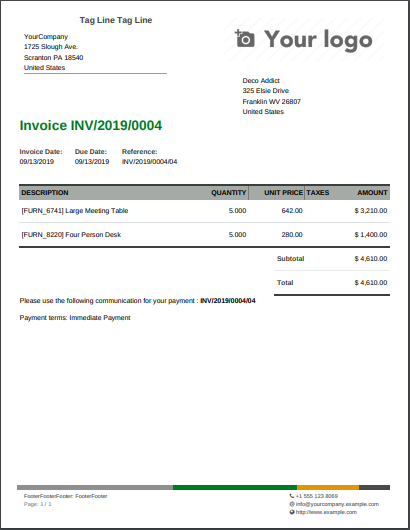 Tag Line Tag Line
Your logo
YourCompany
1725 Slough Ave.
Scranton PA 18540
United States
Deco Addict
325 Elsie Drive
Franklin WV 26807
United States
Invoice INV/2019/0004
Invoice Date: Due Date: Reference:
09/13/2019 09/13/2019 INV/2019/0004/04
DESCRIPTION QUANTITY UNIT PRICE TAXES AMOUNT
[FURN_6741] Large Meeting Table 5.000 642.00 $ 3,210.00
[FURN_8220] Four Person Desk 5.000 280.00 $ 1,400.00
Subtotal $ 4,610.00
Total $ 4,610.00
Please use the following communication for your payment : INV/2019/0004/04
Payment terms: Immediate Payment
FooterFooterFooter: FooterFooter
Page: 1 / 1
+1 555 123 8069
info@yourcompany.example.com
http://www.example.com